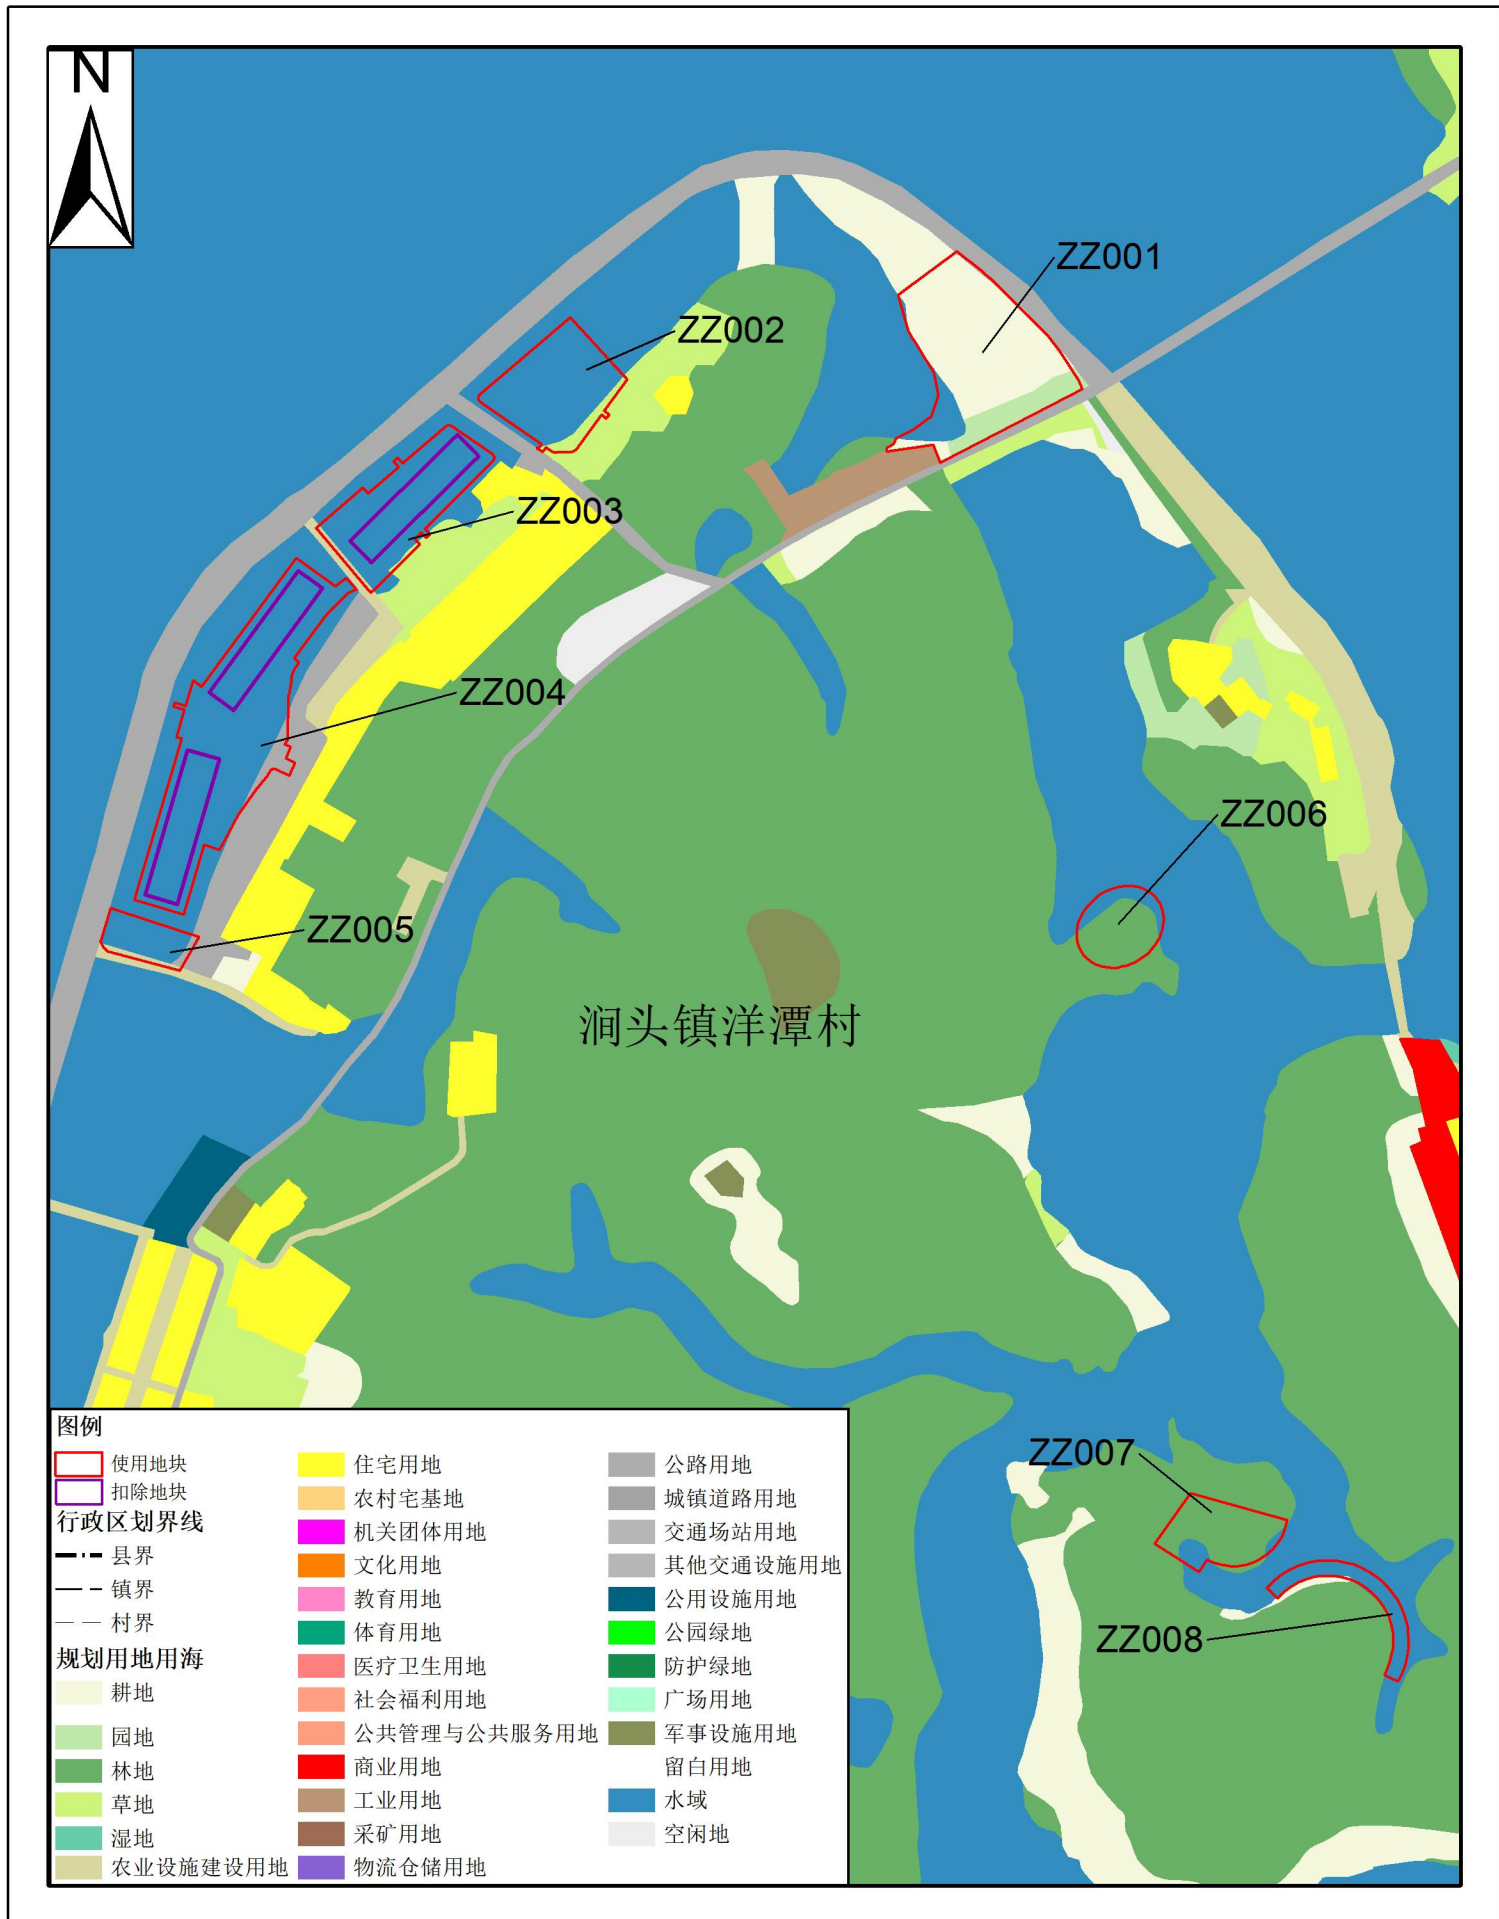 N
ZZ001
ZZ002
ZZ003
ZZ004
ZZ006
ZZ005
涧头镇洋潭村
ZZ007
ZZ008
图例
使用地块
扣除地块
行政区划界线
县界
镇界
村界
规划用地用海
耕地
园地
林地
草地
湿地
农业设施建设用地
住宅用地
农村宅基地
机关团体用地
文化用地
教育用地
体育用地
医疗卫生用地
社会福利用地
公共管理与公共服务用地
商业用地
工业用地
采矿用地
物流仓储用地
公路用地
城镇道路用地
交通场站用地
其他交通设施用地
公用设施用地
公园绿地
防护绿地
广场用地
军事设施用地
留白用地
水域
空闲地